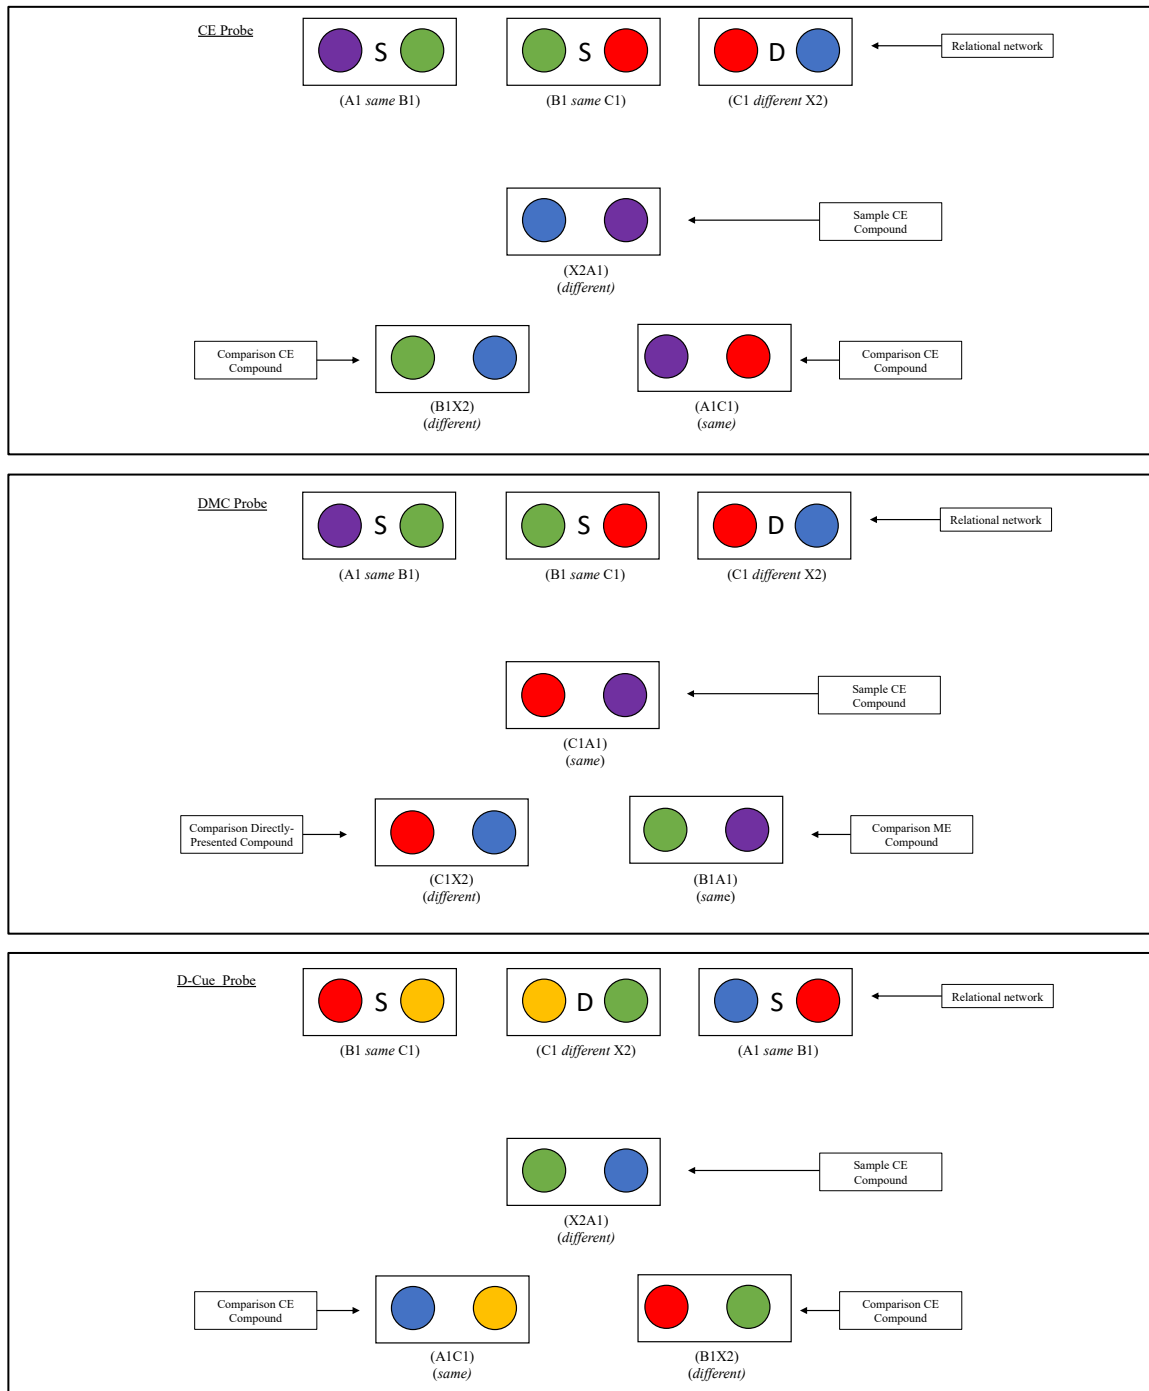 CE Probe
S
S
D
Relational network
(A1 same B1)
(B1 same C1)
(C1 different X2)
Sample CE
Compound
(X2A1)
(different)
Comparison CE
Compound
Comparison CE
Compound
(B1X2)
(different)
(A1C1)
(same)
DMC Probe
S
S
D
Relational network
(A1 same B1)
(B1 same C1)
(C1 different X2)
Sample CE
Compound
(C1A1)
(same)
Comparison Directly-
Presented Compound
Comparison ME
Compound
(C1X2)
(different)
(B1A1)
(same)
D-Cue Probe
S
D
S
Relational network
(B1 same C1)
(C1 different X2)
(A1 same B1)
Sample CE
Compound
(X2A1)
(different)
Comparison CE
Compound
Comparison CE
Compound
(A1C1)
(same)
(B1X2)
(different)